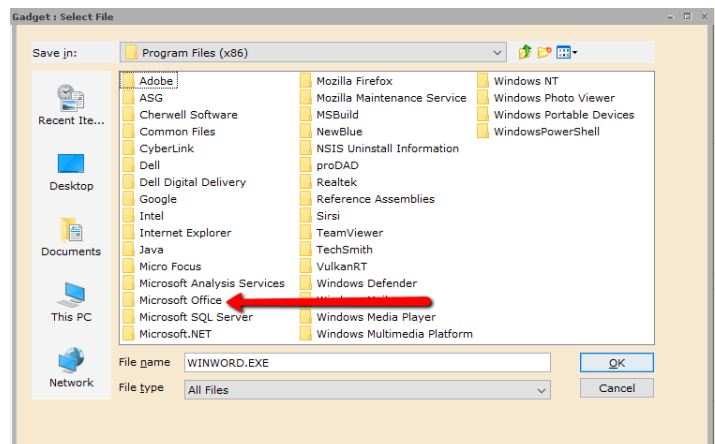 Gadget : Select File
Save in:
Program Files (x86)
Recent Ite...
Desktop
Documents
This PC
Network
Adobe
ASG
Cherwell Software
Common Files
CyberLink
Dell
Dell Digital Delivery
Google
Intel
Internet Explorer
Java
Micro Focus
Microsoft Analysis Services
Microsoft Office
Microsoft SQL Server
Microsoft.NET
Mozilla Firefox
Mozilla Maintenance Service
MSBuild
NewBlue
NSIS Uninstall Information
proDAD
Realtek
Reference Assemblies
Sirsi
TeamViewer
TechSmith
VulkanRT
Windows Defender
Windows Media Player
Windows Multimedia Platform
Windows NT
Windows Photo Viewer
Windows Portable Devices
WindowsPowerShell
File name
WINWORD.EXE
OK
File type
All Files
Cancel